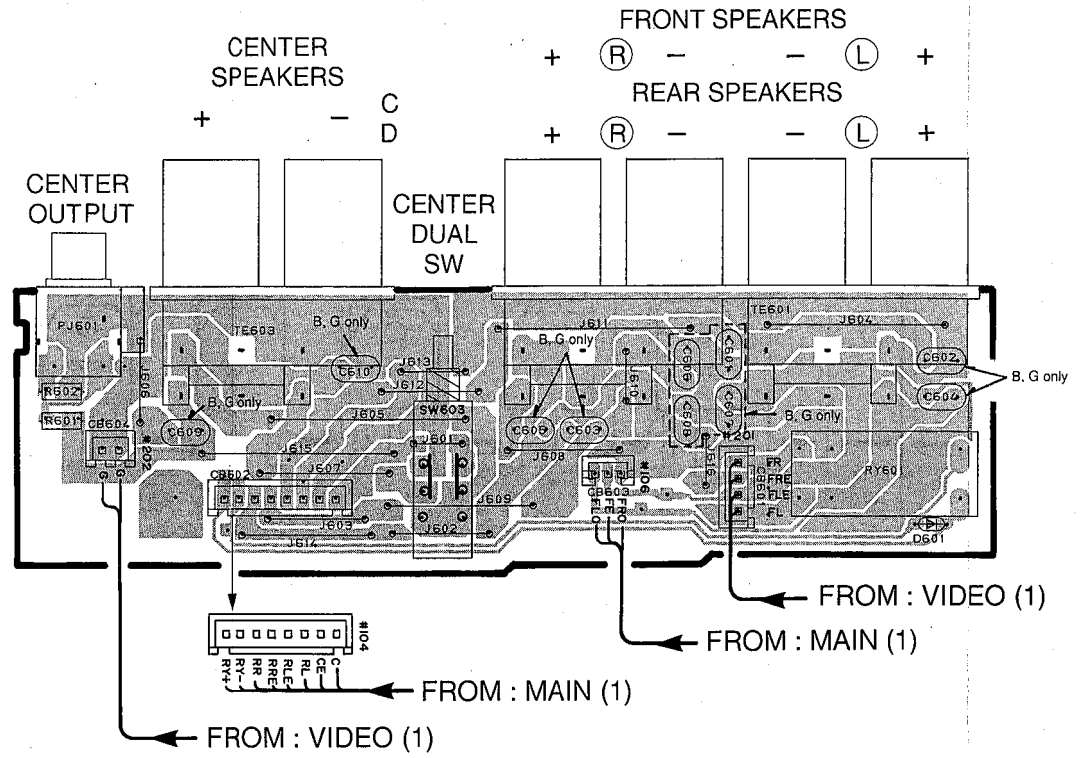 FRONT SPEAKERS
+ R − − L +
CENTER
SPEAKERS
+ − C
D
REAR SPEAKERS
+ R − − L +
CENTER
OUTPUT
CENTER
DUAL
SW
PJ601
TE603
B, G only
C610
J613
J612
J611
B, G only
TE601
J604
C602
B, G only
C604
R602
R601
J606
CB604
#202
C609
B, G only
J605
SW603
J601
J615
J607
CB602
J603
J614
J609
J602
C603
J608
J610
C606
C608
B, G only
#201
J616
CB601
FR
FRE
FLE
FL
RY601
D601
#106
CB603
FLO
FE
FRO
G
#104
RY+
RY-
RR
RRE
RLE
RL
CE
C
FROM : VIDEO (1)
FROM : MAIN (1)
FROM : MAIN (1)
FROM : VIDEO (1)